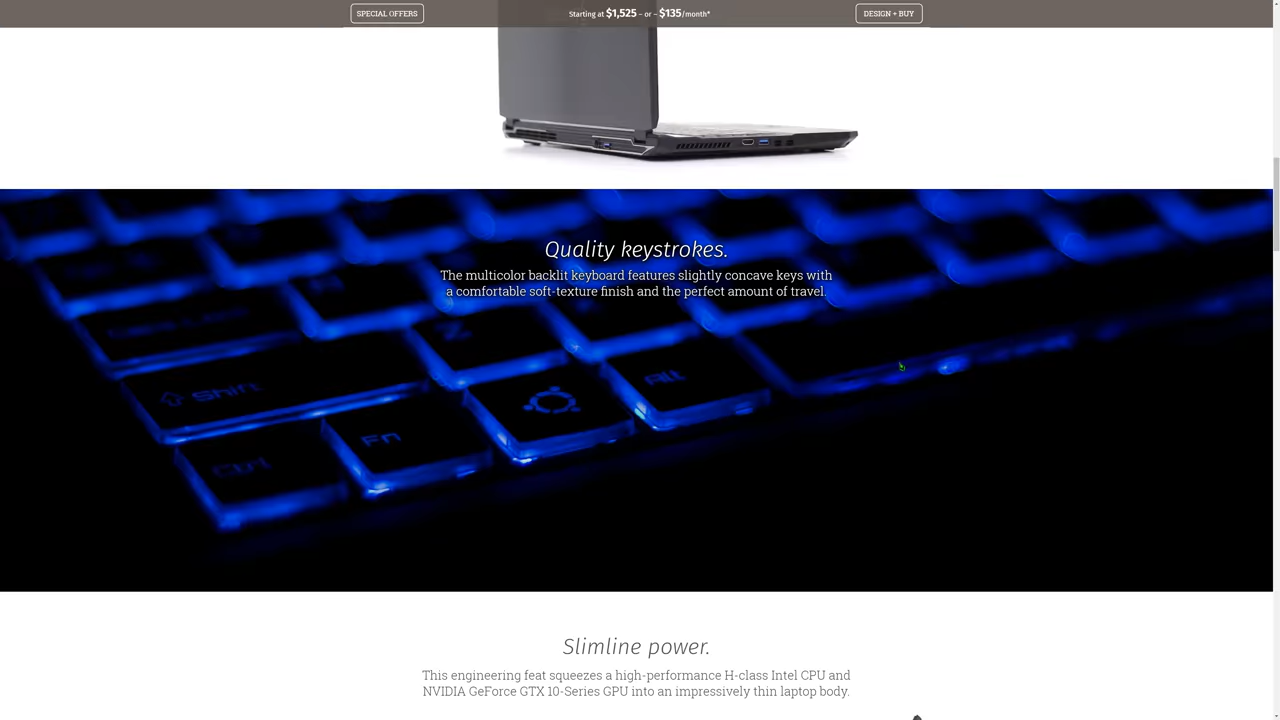 SPECIAL OFFERS
Starting at $1,525 – or – $135/month*
DESIGN + BUY
Quality keystrokes.
The multicolor backlit keyboard features slightly concave keys with
a comfortable soft-texture finish and the perfect amount of travel.
Z
Shift
Alt
Fn
Ctrl
Slimline power.
This engineering feat squeezes a high-performance H-class Intel CPU and
NVIDIA GeForce GTX 10-Series GPU into an impressively thin laptop body.